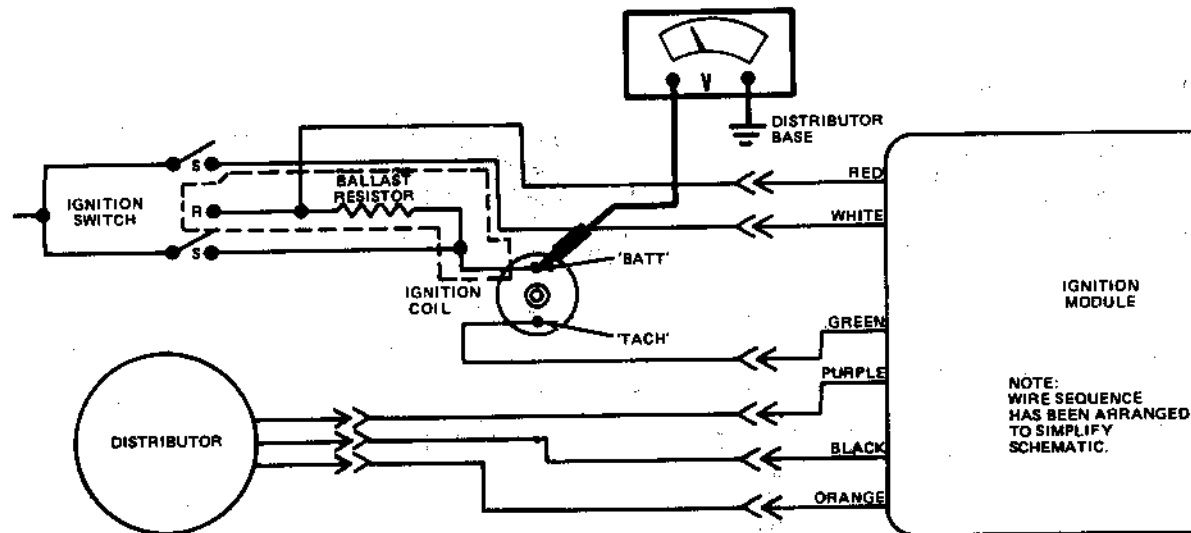 V
DISTRIBUTOR
BASE
S
BALLAST
RESISTOR
IGNITION
SWITCH
R
S
RED
WHITE
'BATT'
IGNITION
COIL
'TACH'
IGNITION
MODULE
GREEN
PURPLE
BLACK
ORANGE
DISTRIBUTOR
NOTE:
WIRE SEQUENCE
HAS BEEN ARRANGED
TO SIMPLIFY
SCHEMATIC.